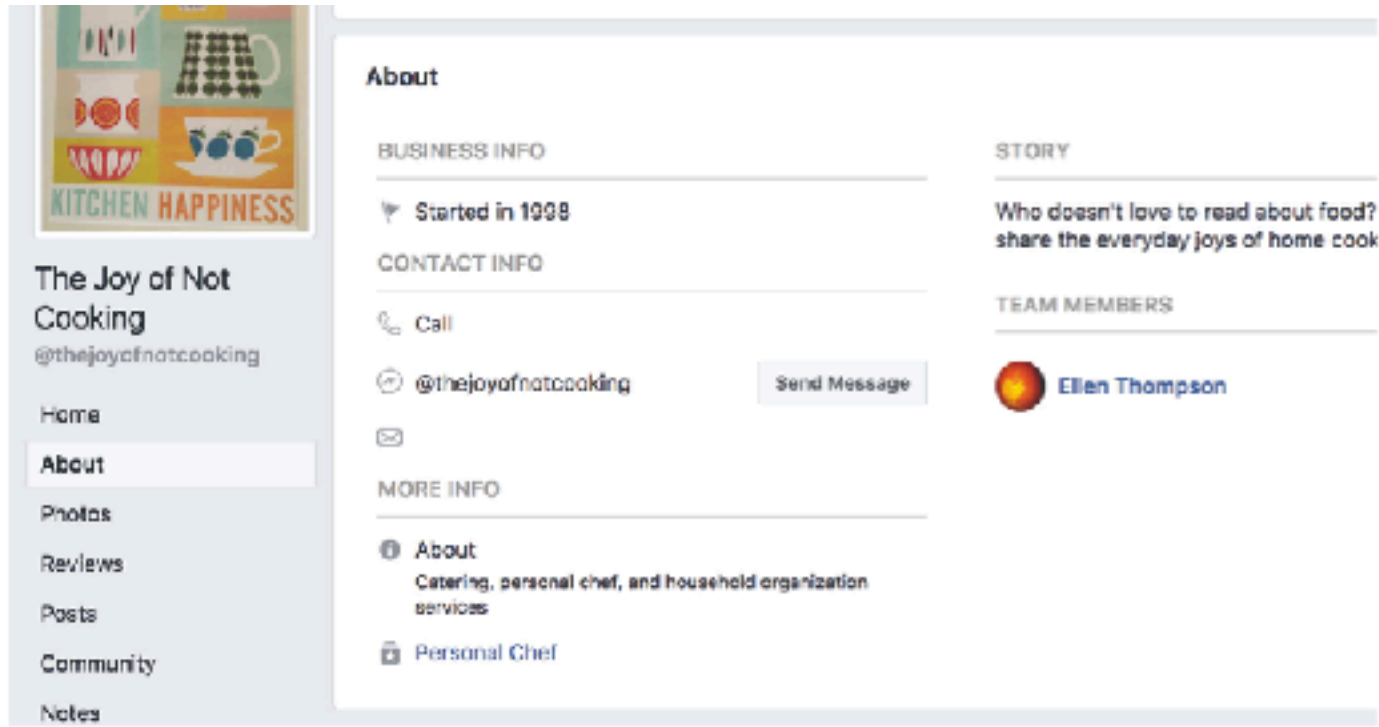 KITCHEN HAPPINESS
The Joy of Not
Cooking
@thejoyofnotcooking
Home
About
Photos
Reviews
Posts
Community
Notes
About
BUSINESS INFO
Started in 1998
CONTACT INFO
Call
@thejoyofnotcooking
Send Message
MORE INFO
About
Catering, personal chef, and household organization
services
Personal Chef
STORY
Who doesn't love to read about food?
share the everyday joys of home cook
TEAM MEMBERS
Ellen Thompson